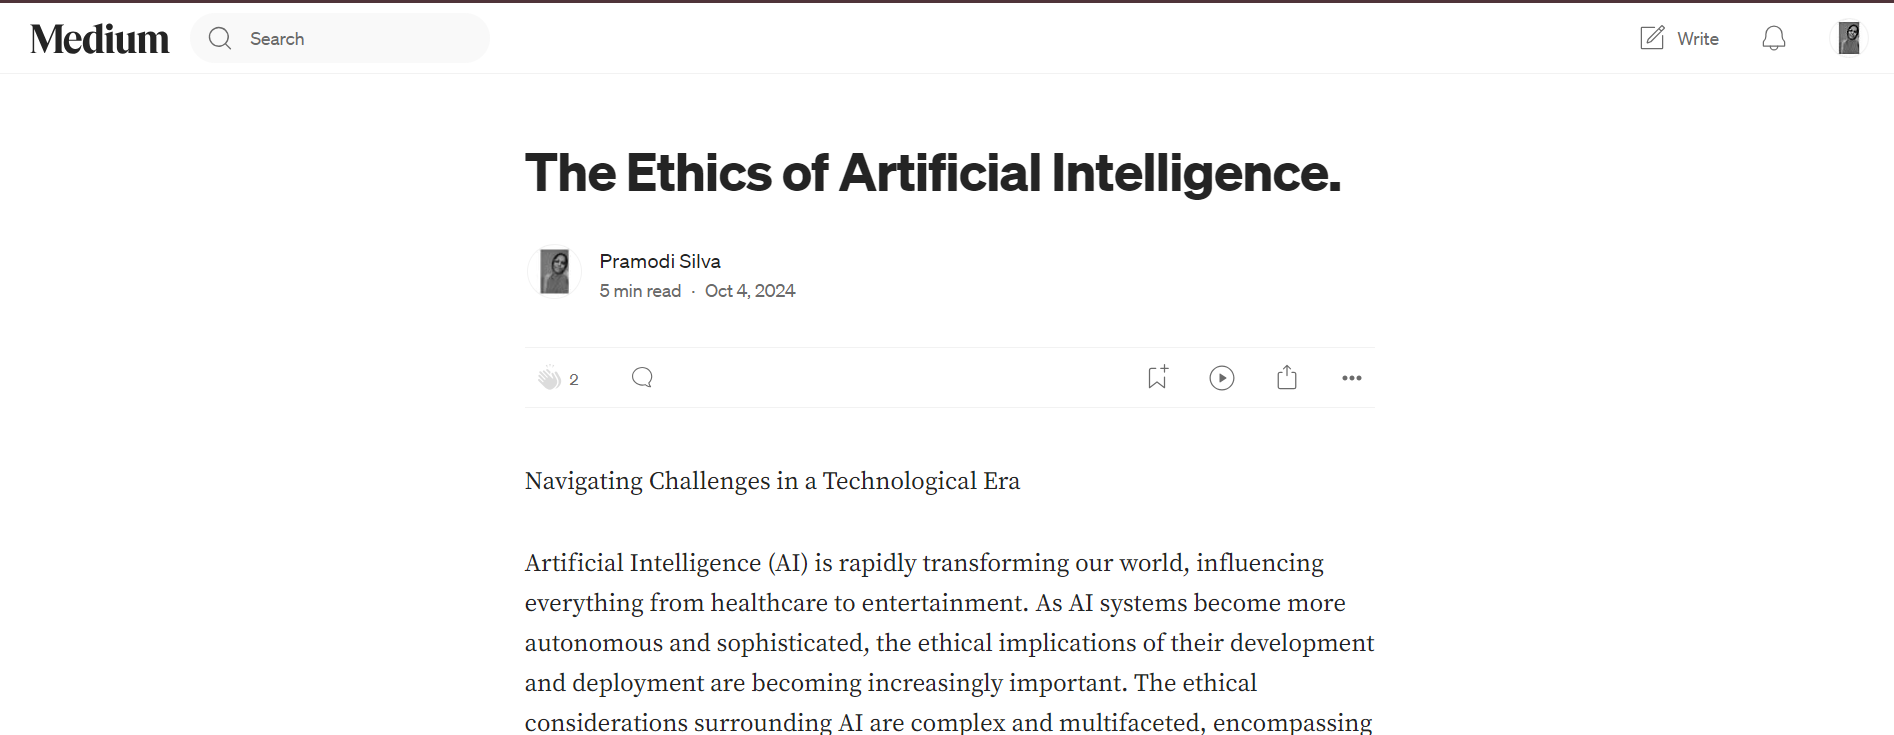 Medium
Search
Write
The Ethics of Artificial Intelligence.
Pramodi Silva
5 min read · Oct 4, 2024
2
Navigating Challenges in a Technological Era
Artificial Intelligence (AI) is rapidly transforming our world, influencing
everything from healthcare to entertainment. As AI systems become more
autonomous and sophisticated, the ethical implications of their development
and deployment are becoming increasingly important. The ethical
considerations surrounding AI are complex and multifaceted, encompassing